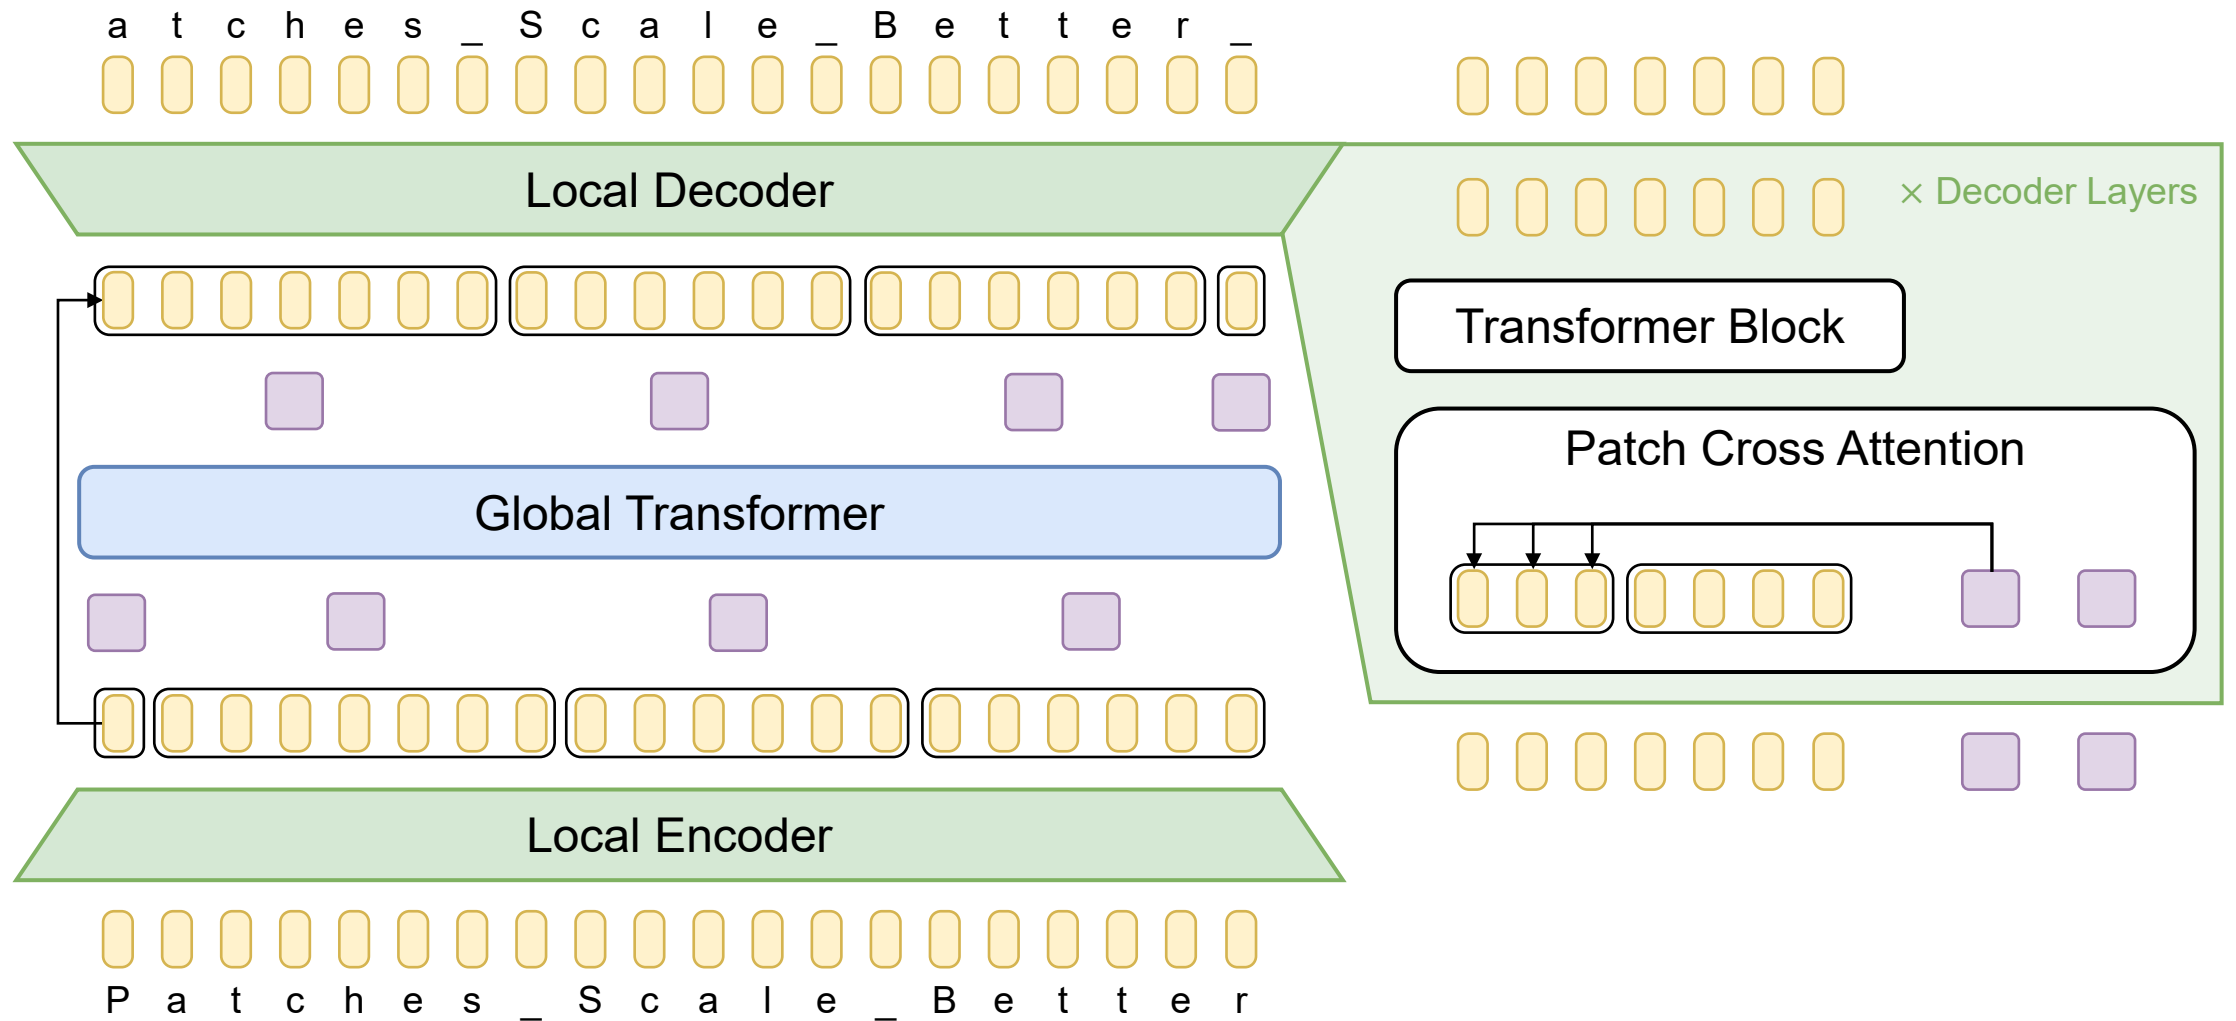 a t c h e s _ S c a l e _ B e t t e r _
Local Decoder
× Decoder Layers
Transformer Block
Patch Cross Attention
Global Transformer
Local Encoder
P a t c h e s _ S c a l e _ B e t t e r